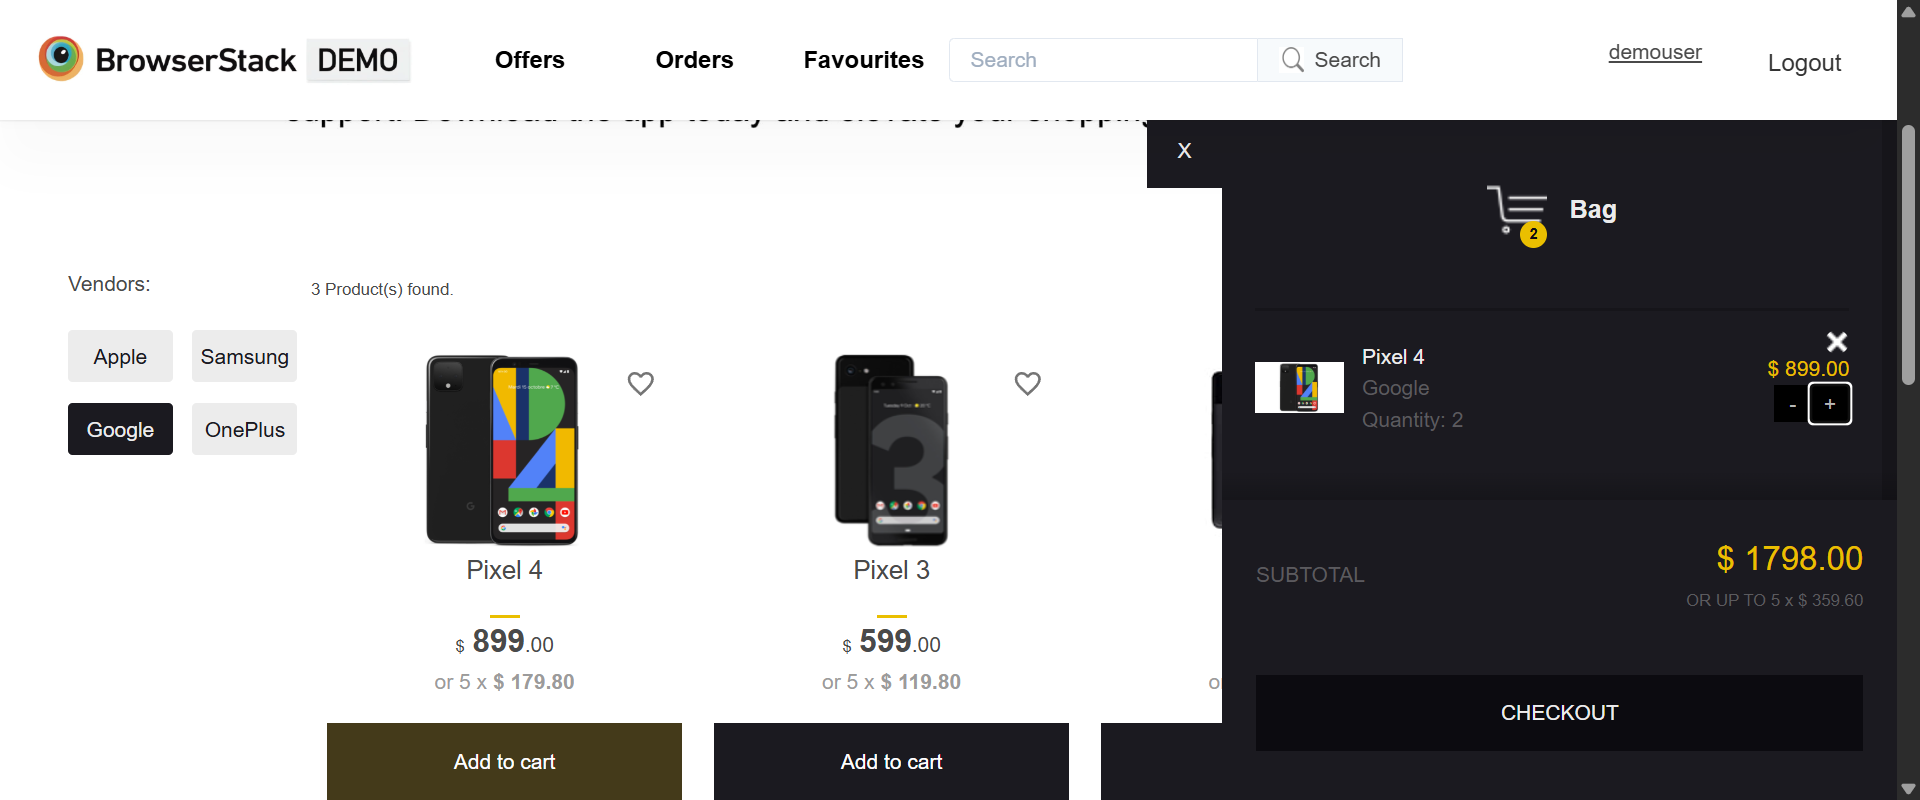 BrowserStack DEMO
Offers
Orders
Favourites
Search
Search
demouser
Logout
support. Download the app today and elevate your shopping
X
2
Bag
Vendors:
3 Product(s) found.
Apple
Samsung
Google
OnePlus
Pixel 4
$ 899.00
or 5 x $ 179.80
Add to cart
Pixel 3
$ 599.00
or 5 x $ 119.80
Add to cart
Pixel 4
Google
Quantity: 2
$ 899.00
-
+
SUBTOTAL
$ 1798.00
OR UP TO 5 x $ 359.60
CHECKOUT